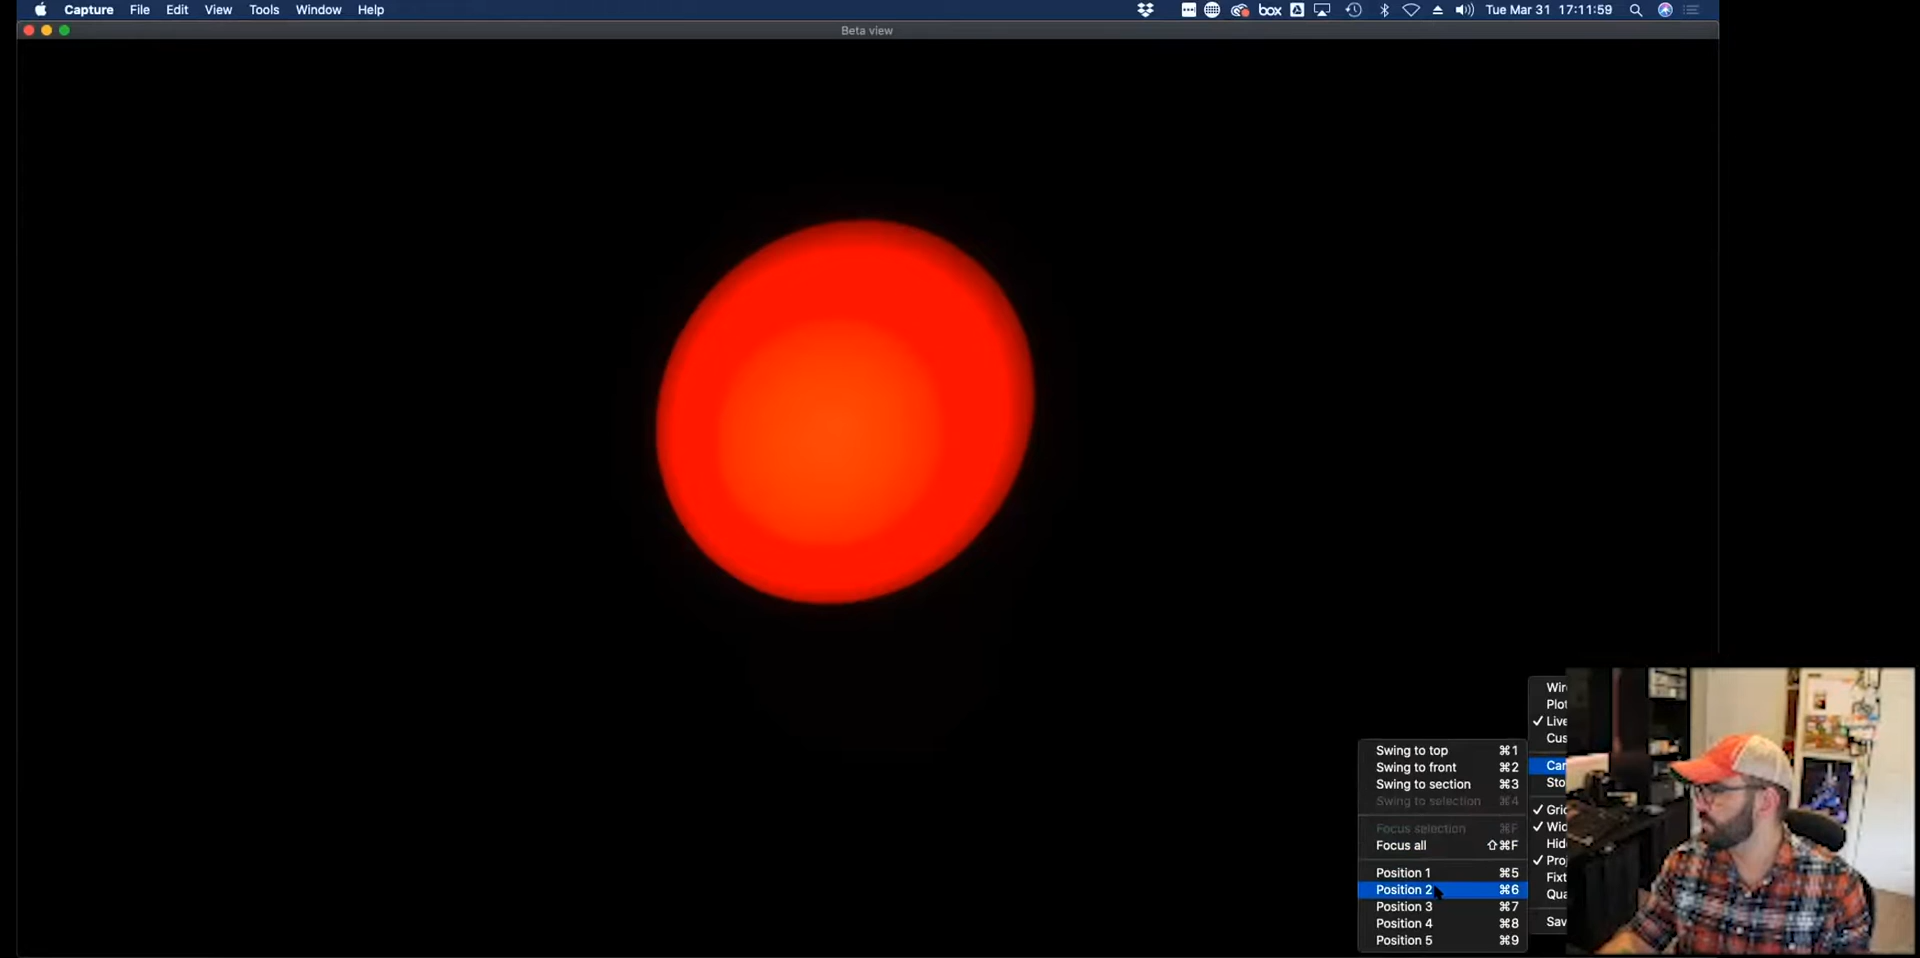 Capture File Edit View Tools Window Help box Tue Mar 31 17:11:59
Beta view
Swing to top ⌘1
Swing to front ⌘2
Swing to section ⌘3
Swing to selection ⌘4
Focus selection ⌘F
Focus all ⇧⌘F
Position 1 ⌘5
Position 2 ⌘6
Position 3 ⌘7
Position 4 ⌘8
Position 5 ⌘9
✓ Live